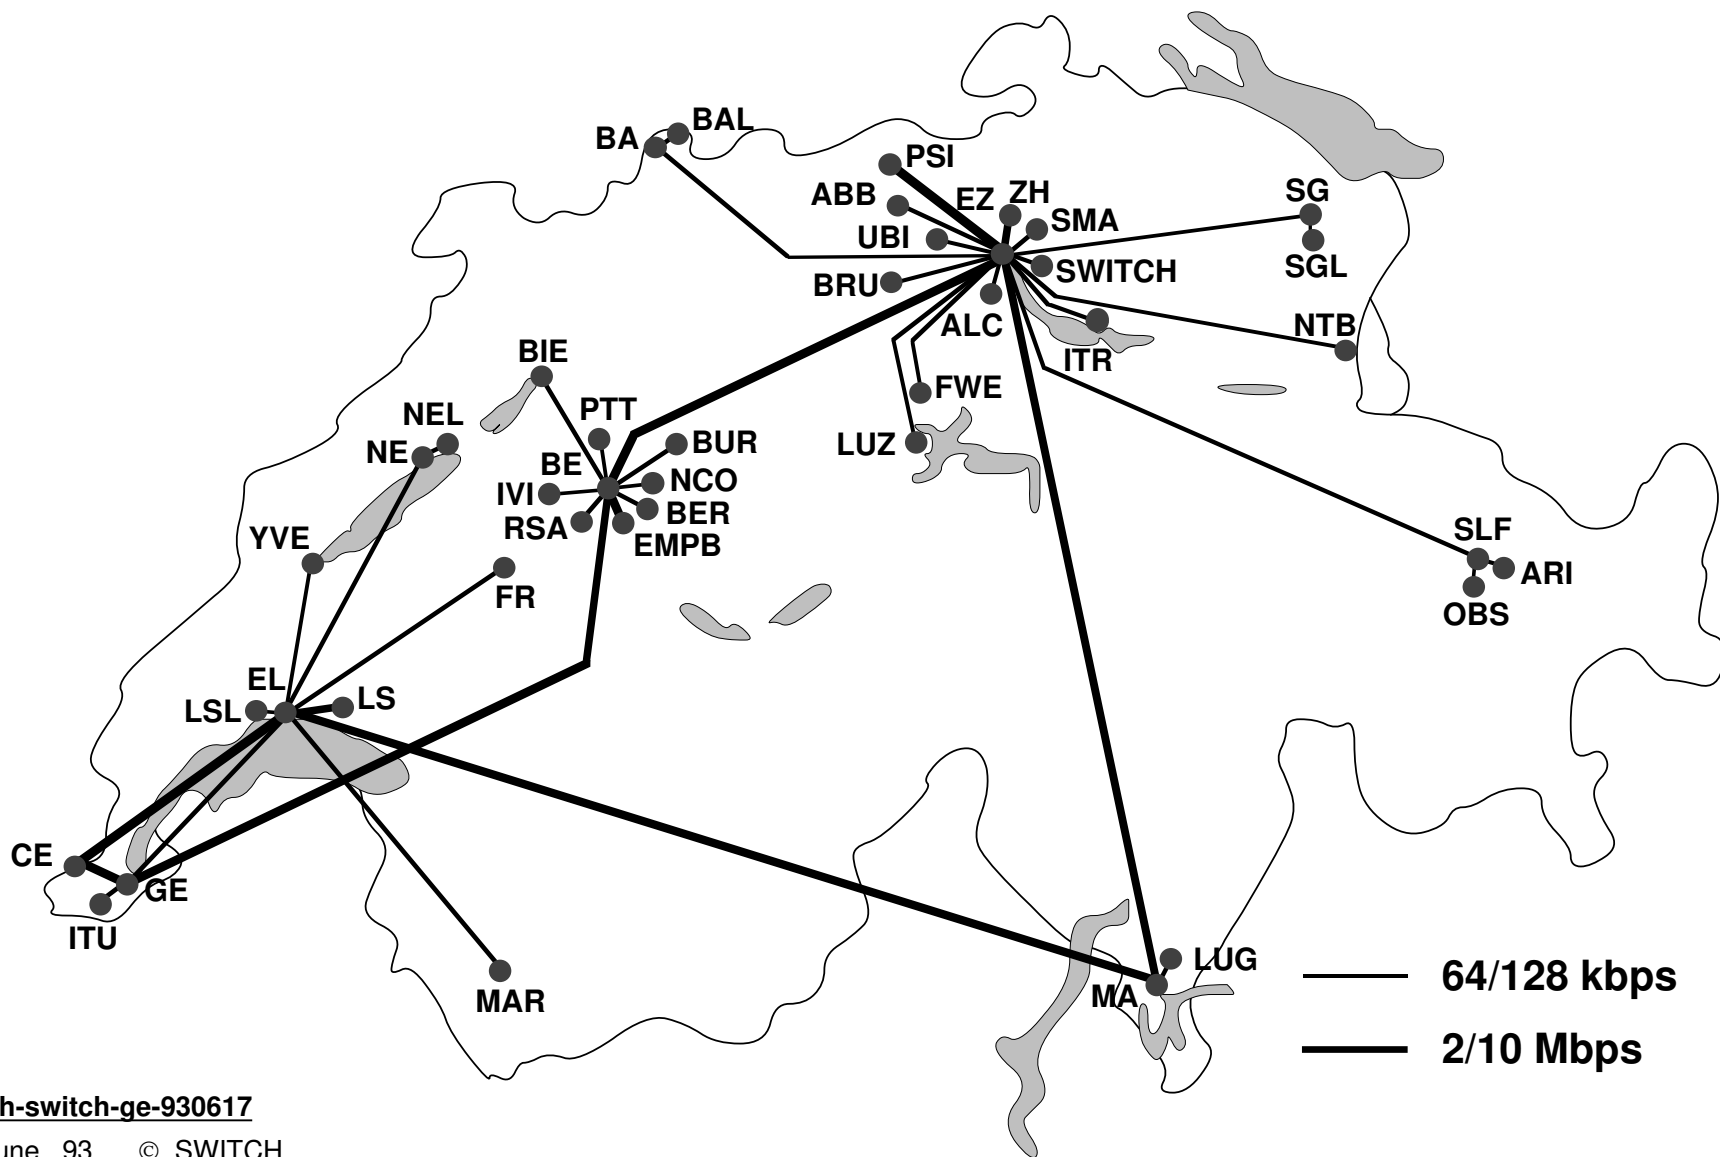 BAL
BA
PSI
ABB
EZ
ZH
SMA
UBI
SWITCH
BRU
ALC
ITR
SG
SGL
NTB
BIE
PTT
NEL
NE
BE
BUR
NCO
IVI
BER
RSA
EMPB
FWE
LUZ
YVE
FR
SLF
ARI
OBS
EL
LSL
LS
CE
GE
ITU
MAR
LUG
MA
64/128 kbps
2/10 Mbps
h-switch-ge-930617
une 93 © SWITCH